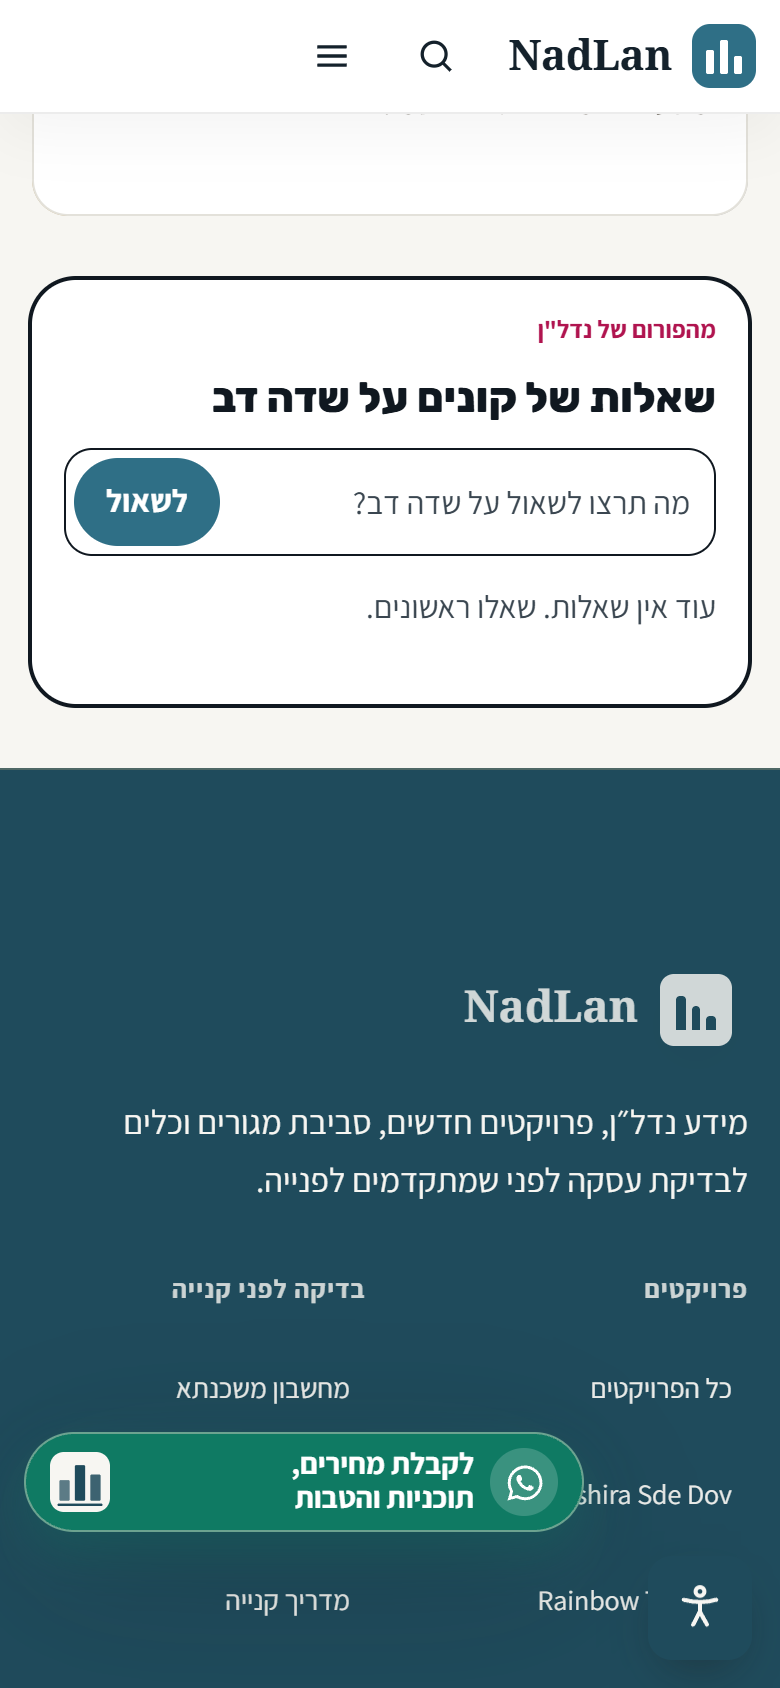 NadLan
מהפורום של נדל"ן
שאלות של קונים על שדה דב
מה תרצו לשאול על שדה דב?
לשאול
עוד אין שאלות. שאלו ראשונים.
NadLan
מידע נדל״ן, פרויקטים חדשים, סביבת מגורים וכלים
לבדיקת עסקה לפני שמתקדמים לפנייה.
פרויקטים
בדיקה לפני קנייה
כל הפרויקטים
מחשבון משכנתא
לקבלת מחירים,
תוכניות והטבות
Sde Dov
Rainbow
מדריך קנייה